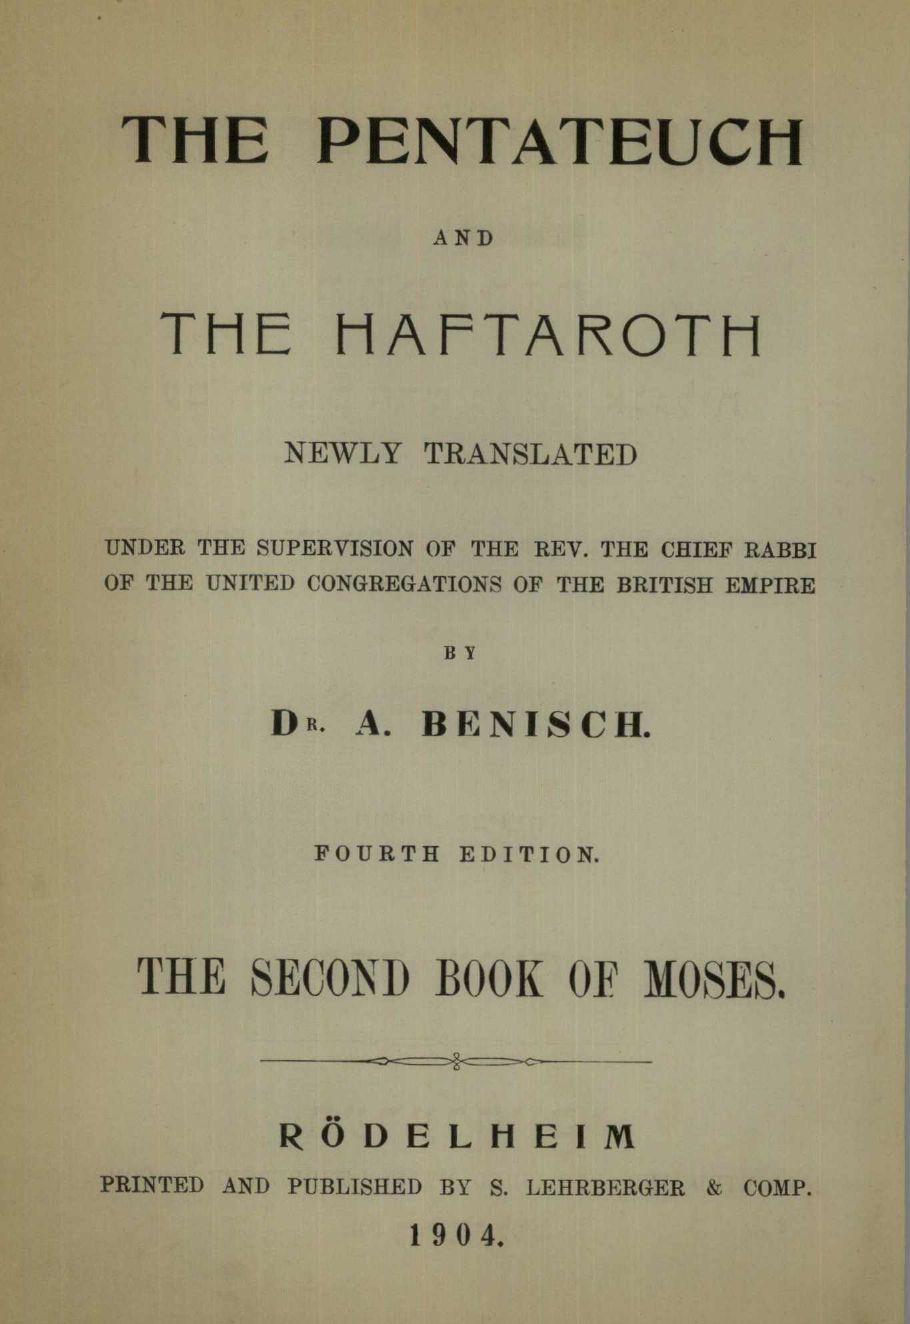 THE PENTATEUCH
AND
THE HAFTAROTH
NEWLY TRANSLATED
UNDER THE SUPERVISION OF THE REV. THE CHIEF RABBI
OF THE UNITED CONGREGATIONS OF THE BRITISH EMPIRE
BY
DR. A. BENISCH.
FOURTH EDITION.
THE SECOND BOOK OF MOSES.
RÖDELHEIM
PRINTED AND PUBLISHED BY S. LEHRBERGER & COMP.
1904.